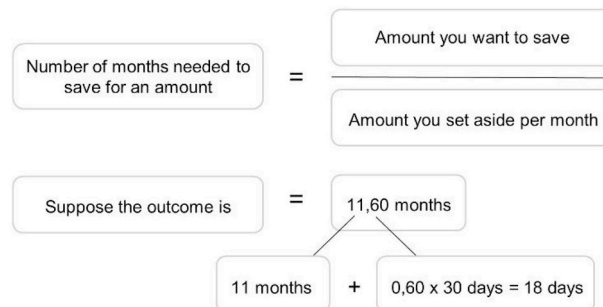 Amount you want to save
Number of months needed to
save for an amount
=
Amount you set aside per month
Suppose the outcome is
=
11,60 months
11 months
+
0,60 x 30 days = 18 days